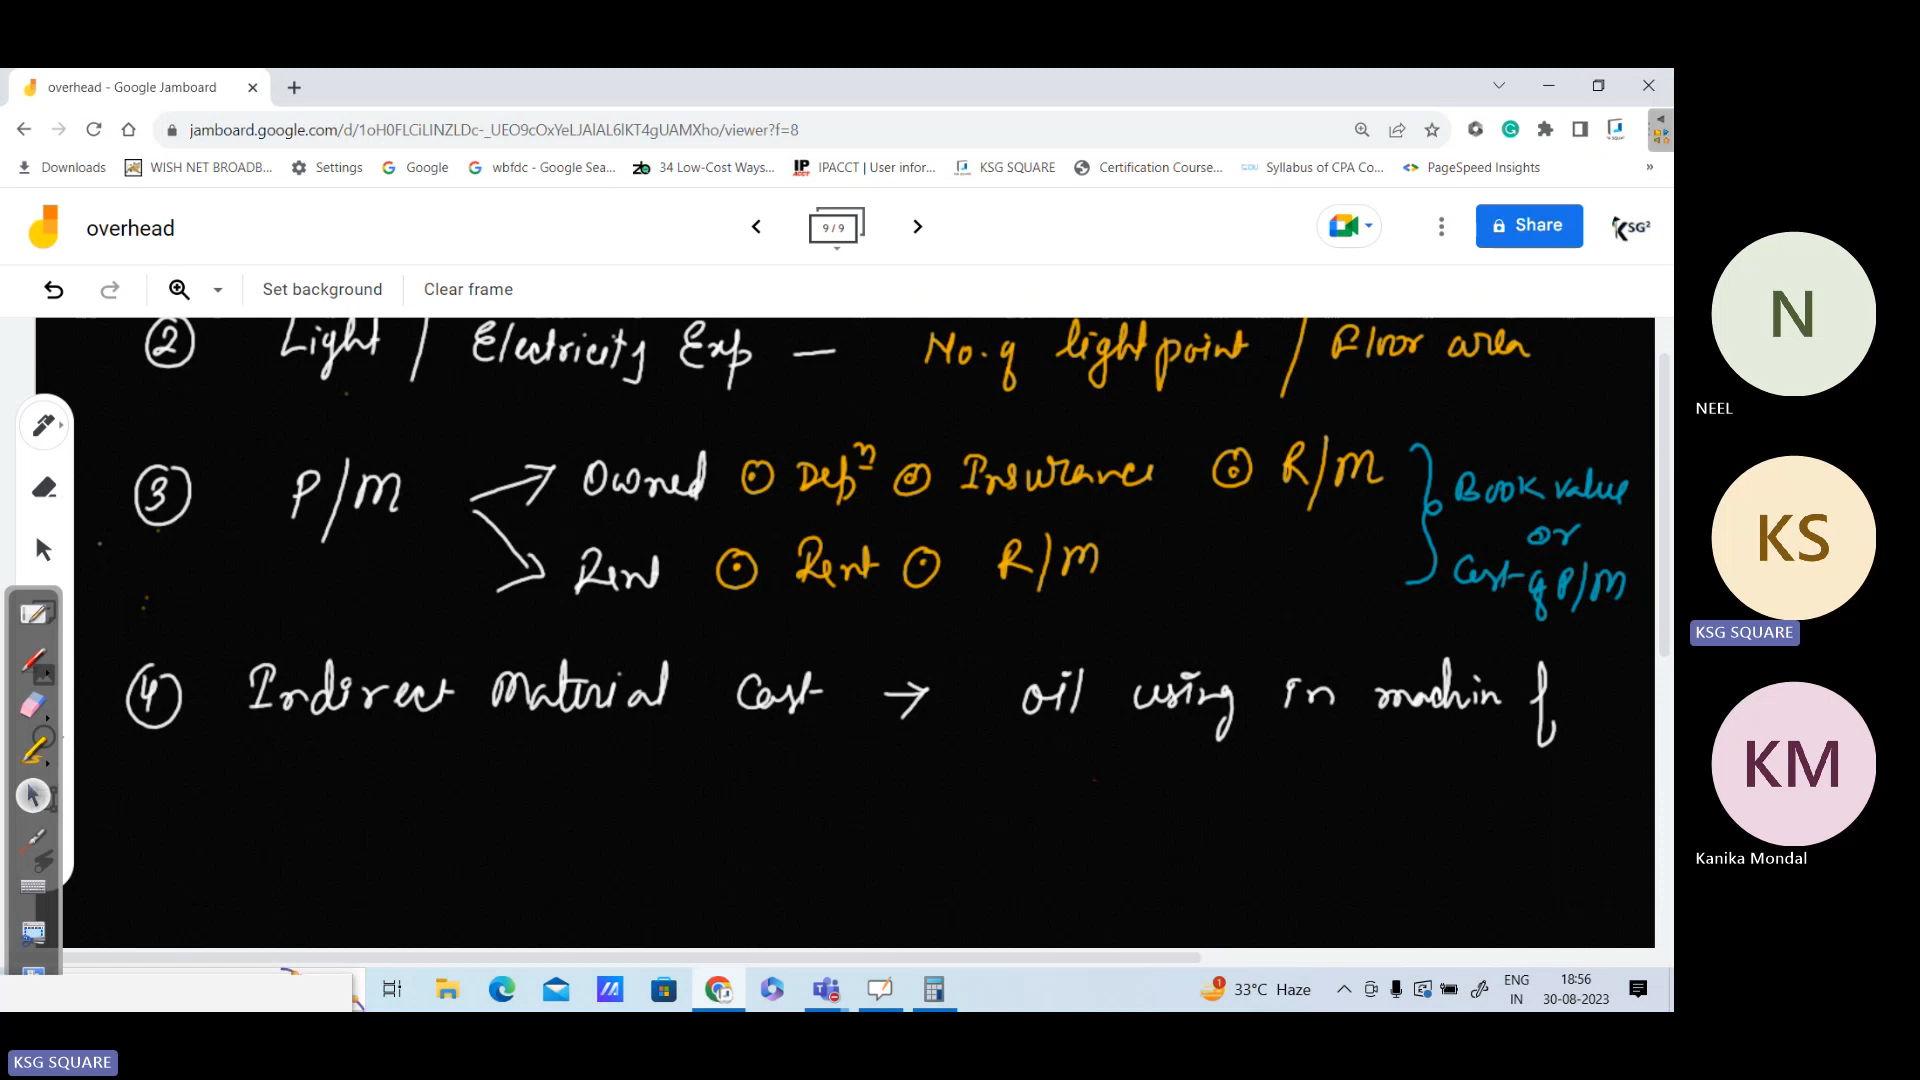 overhead - Google Jamboard
jamboard.google.com/d/1oH0FLCiLINZLDc-_UEO9cOxYeLJAlAL6lKT4gUAMXho/viewer?f=8
Downloads WISH NET BROADB... Settings Google wbfdc - Google Sea... 34 Low-Cost Ways... IPACCT | User infor... KSG SQUARE Certification Course... Syllabus of CPA Co... PageSpeed Insights »
overhead 9 / 9 Share KSG²
Set background Clear frame
② Light / Electricity Exp — No. of light point / Floor area
③ P/M Owned ⊙ Depⁿ ⊙ Insurance ⊙ R/M
Rent ⊙ Rent ⊙ R/M
Book value
or
Cost of P/M
④ Indirect Material Cost → oil using in machin
N
NEEL
KS
KSG SQUARE
KM
Kanika Mondal
1 33°C Haze ENG IN 18:56 30-08-2023
KSG SQUARE